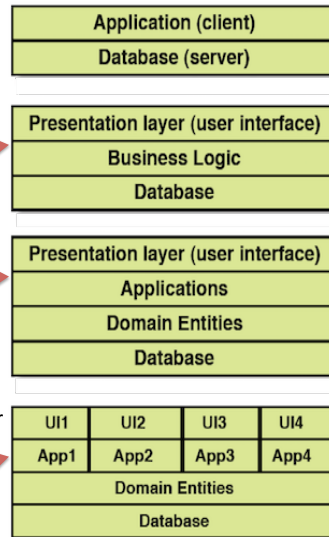 Application (client)
Database (server)
Presentation layer (user interface)
Business Logic
Database
Presentation layer (user interface)
Applications
Domain Entities
Database
UI1 UI2 UI3 UI4
App1 App2 App3 App4
Domain Entities
Database